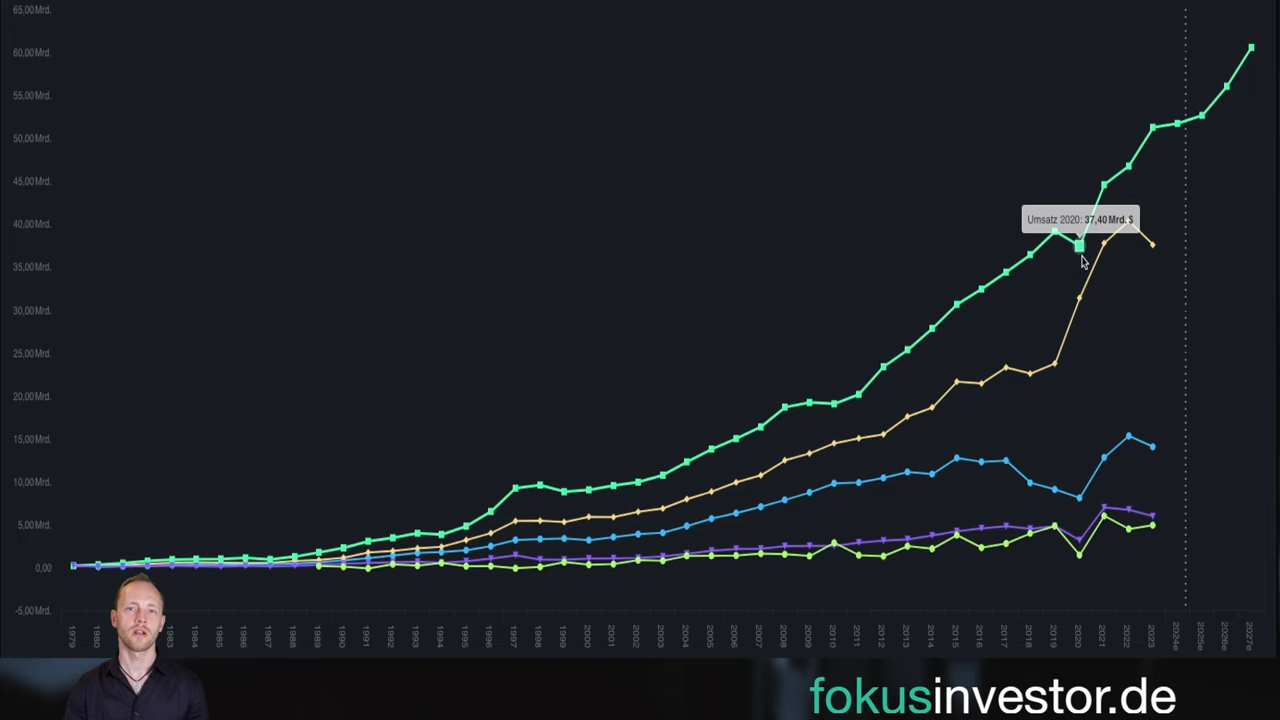 65,00 Mrd.
60,00 Mrd.
55,00 Mrd.
50,00 Mrd.
45,00 Mrd.
40,00 Mrd.
35,00 Mrd.
30,00 Mrd.
25,00 Mrd.
20,00 Mrd.
15,00 Mrd.
10,00 Mrd.
5,00 Mrd.
0,00
-5,00 Mrd.
Umsatz 2020: 37,40 Mrd. $
1979
1980
1983
1984
1985
1986
1987
1988
1989
1990
1991
1992
1993
1994
1995
1996
1997
1998
1999
2000
2001
2002
2003
2004
2005
2006
2007
2008
2009
2010
2011
2012
2013
2014
2015
2016
2017
2018
2019
2020
2021
2022
2023
2024e
2025e
2026e
2027e
fokusinvestor.de